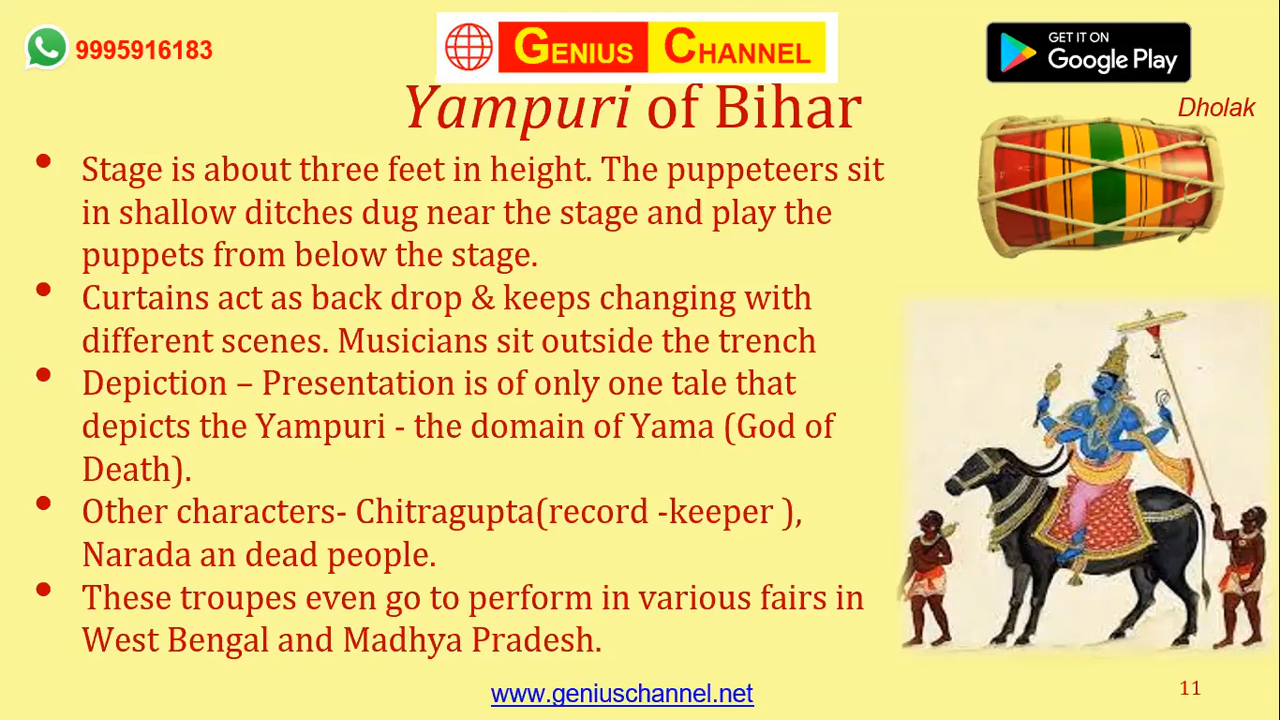 9995916183
GENIUS CHANNEL
GET IT ON
Google Play
Yampuri of Bihar
Dholak
• Stage is about three feet in height. The puppeteers sit
in shallow ditches dug near the stage and play the
puppets from below the stage.
• Curtains act as back drop & keeps changing with
different scenes. Musicians sit outside the trench
• Depiction – Presentation is of only one tale that
depicts the Yampuri - the domain of Yama (God of
Death).
• Other characters- Chitragupta(record -keeper ),
Narada an dead people.
• These troupes even go to perform in various fairs in
West Bengal and Madhya Pradesh.
www.geniuschannel.net
11